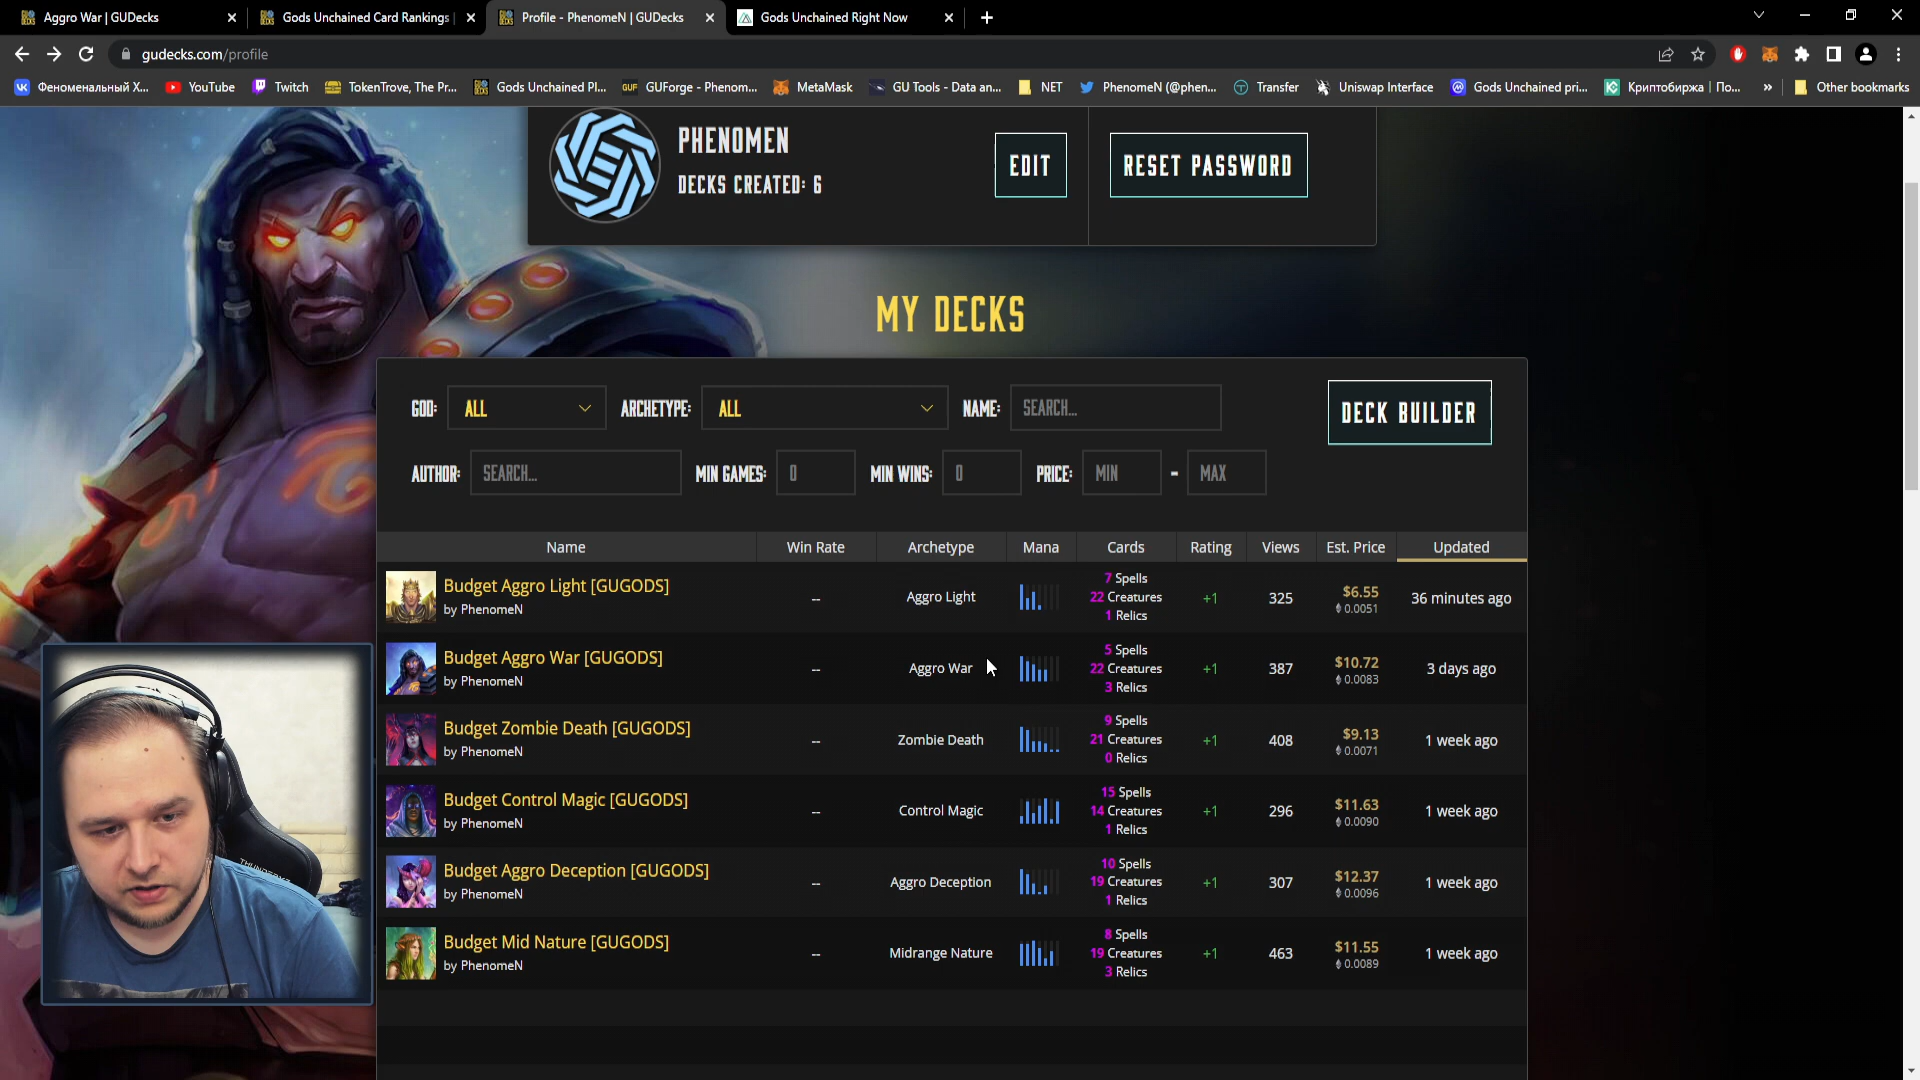 Aggro War | GUDecks
Gods Unchained Card Rankings |
Profile - PhenomeN | GUDecks
Gods Unchained Right Now
gudecks.com/profile
Феноменальный Х...
YouTube
Twitch
TokenTrove, The Pr...
Gods Unchained Pl...
GUF
GUForge - Phenom...
MetaMask
GU Tools - Data an...
NET
PhenomeN (@phen...
Transfer
Uniswap Interface
Gods Unchained pri...
Криптобиржа | По...
»
Other bookmarks
PHENOMEN
DECKS CREATED: 6
EDIT
RESET PASSWORD
MY DECKS
GOD: ALL ARCHETYPE: ALL NAME: SEARCH...
DECK BUILDER
AUTHOR: SEARCH... MIN GAMES: 0 MIN WINS: 0 PRICE: MIN - MAX
Name Win Rate Archetype Mana Cards Rating Views Est. Price Updated
Budget Aggro Light [GUGODS]
by PhenomeN
--
Aggro Light
7 Spells
22 Creatures
1 Relics
+1
325
$6.55
0.0051
36 minutes ago
Budget Aggro War [GUGODS]
by PhenomeN
--
Aggro War
5 Spells
22 Creatures
3 Relics
+1
387
$10.72
0.0083
3 days ago
Budget Zombie Death [GUGODS]
by PhenomeN
--
Zombie Death
9 Spells
21 Creatures
0 Relics
+1
408
$9.13
0.0071
1 week ago
Budget Control Magic [GUGODS]
by PhenomeN
--
Control Magic
15 Spells
14 Creatures
1 Relics
+1
296
$11.63
0.0090
1 week ago
Budget Aggro Deception [GUGODS]
by PhenomeN
--
Aggro Deception
10 Spells
19 Creatures
1 Relics
+1
307
$12.37
0.0096
1 week ago
Budget Mid Nature [GUGODS]
by PhenomeN
--
Midrange Nature
8 Spells
19 Creatures
3 Relics
+1
463
$11.55
0.0089
1 week ago